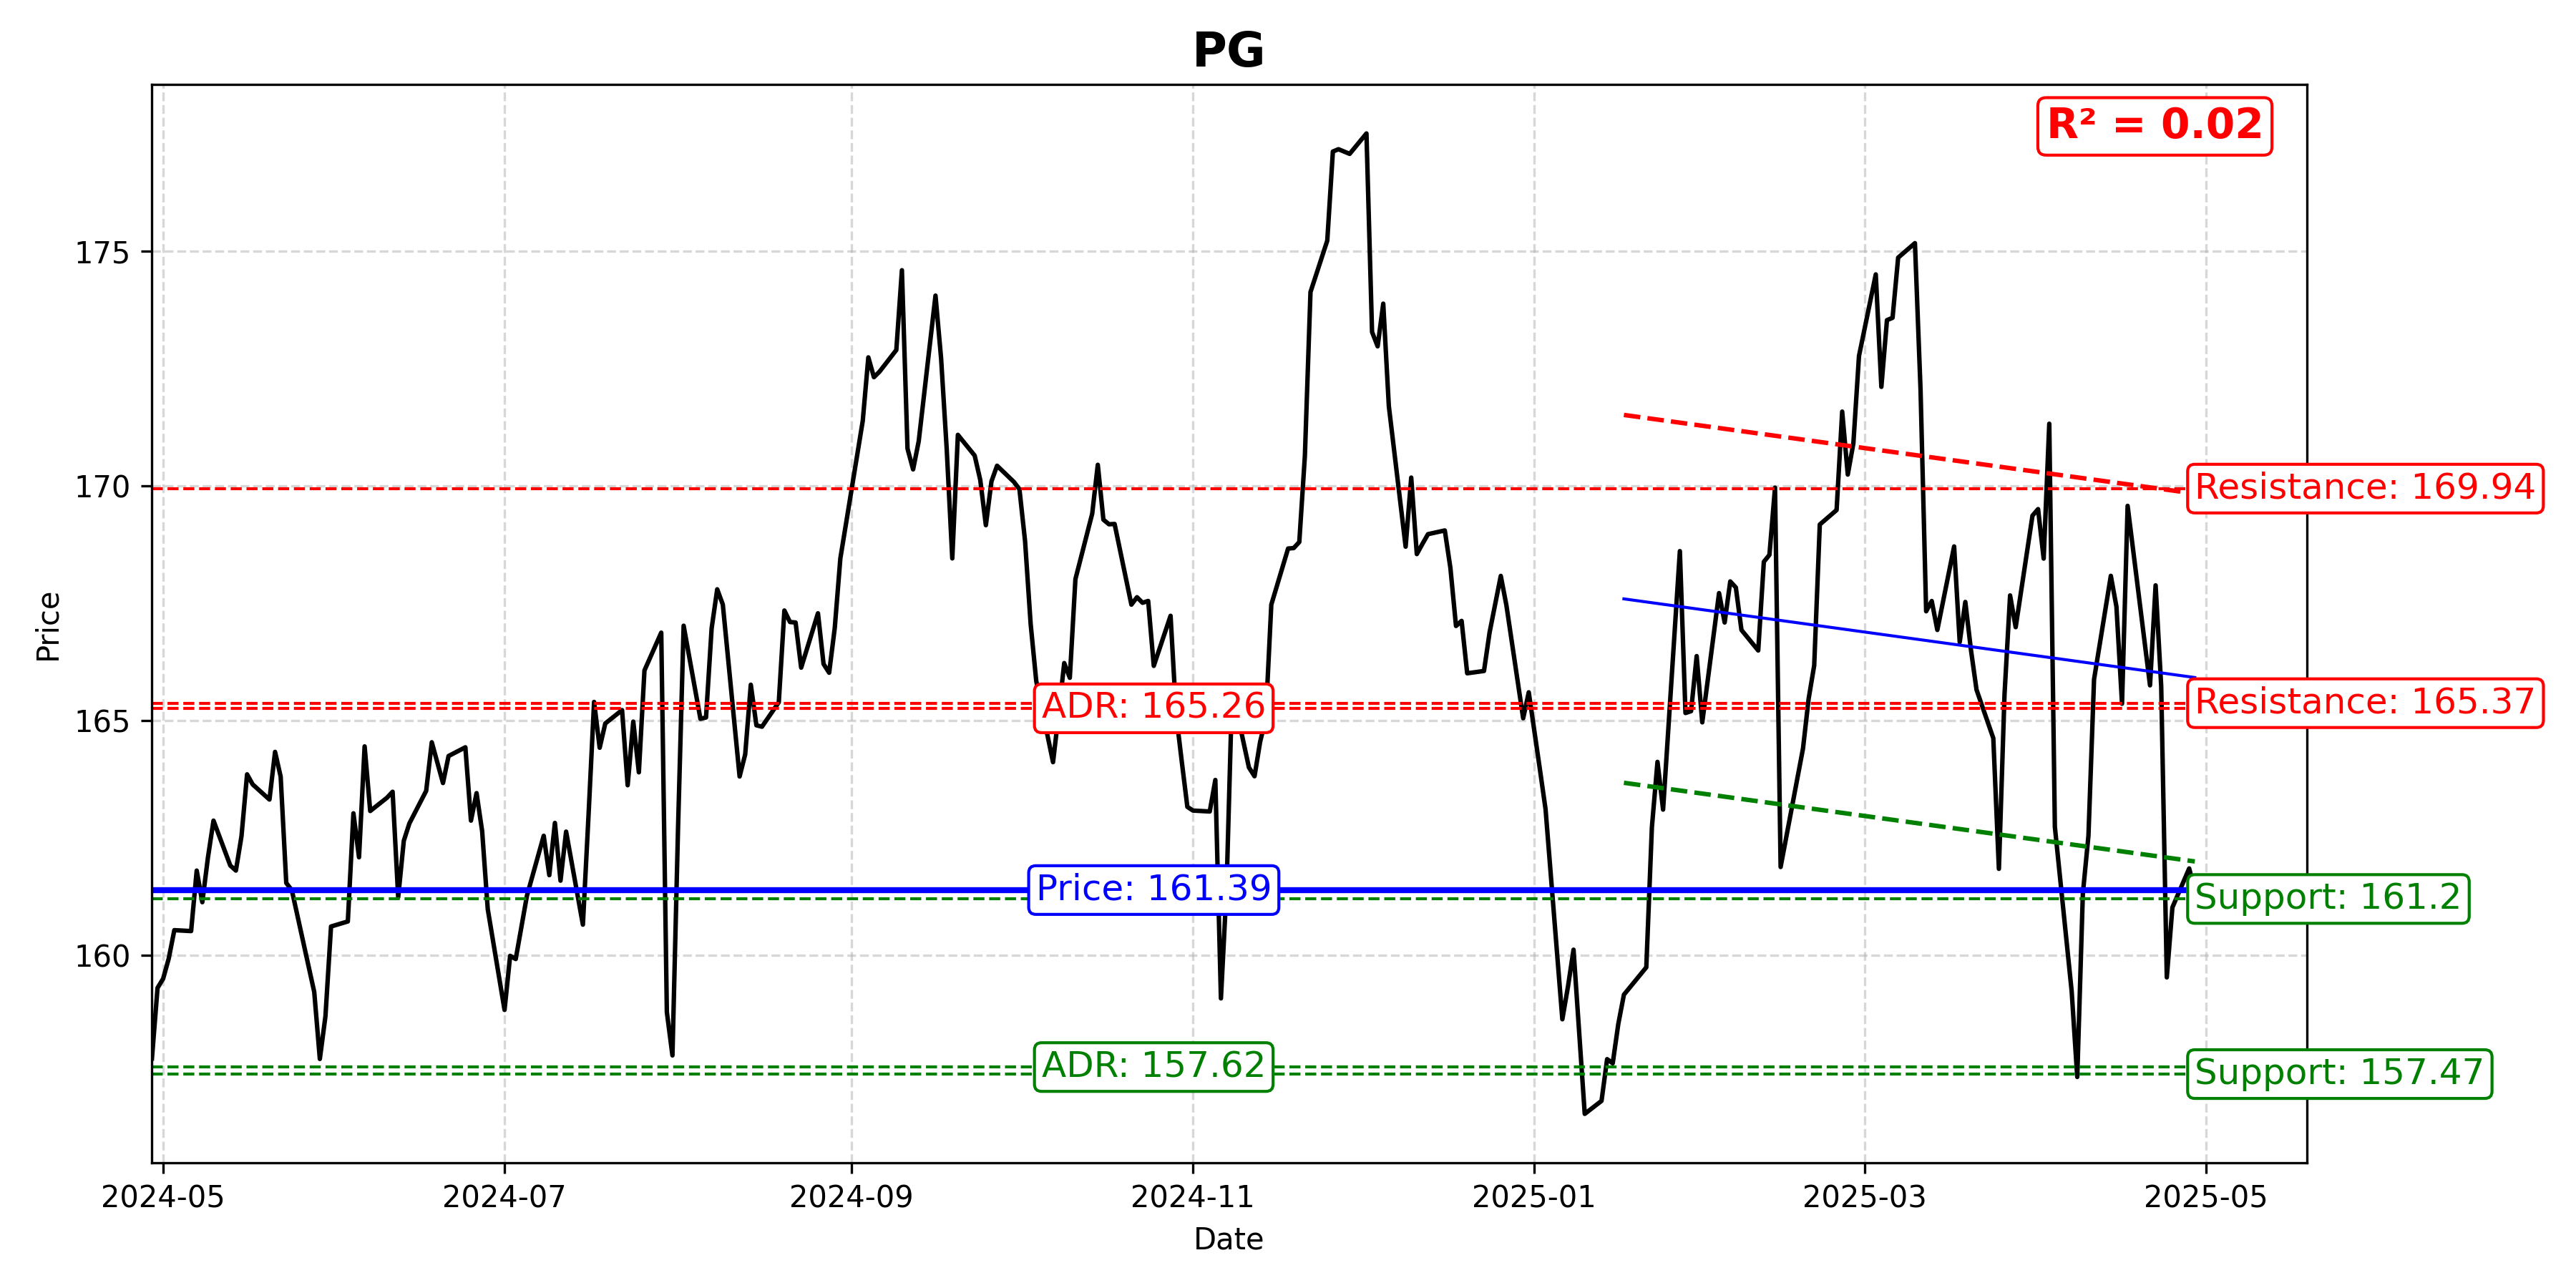 PG
R² = 0.02
175
170
165
160
Price
Resistance: 169.94
ADR: 165.26
Resistance: 165.37
Price: 161.39
Support: 161.2
ADR: 157.62
Support: 157.47
2024-05
2024-07
2024-09
2024-11
2025-01
2025-03
2025-05
Date